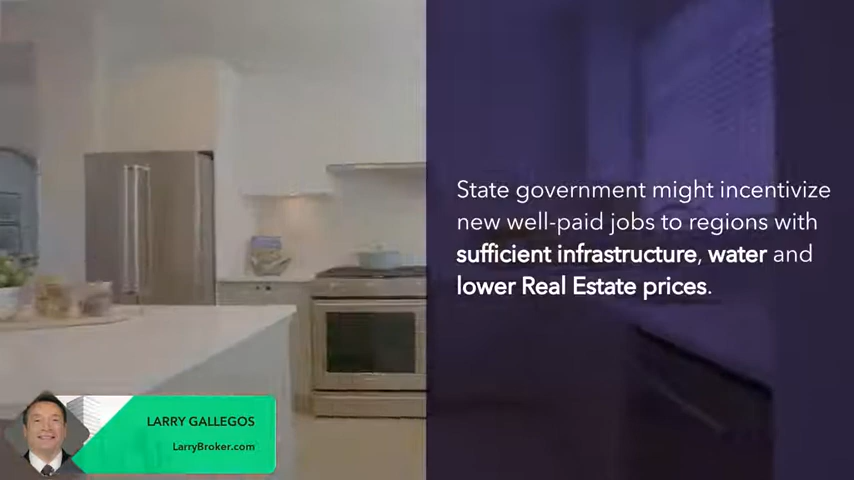 State government might incentivize
new well-paid jobs to regions with
sufficient infrastructure, water and
lower Real Estate prices.
LARRY GALLEGOS
LarryBroker.com